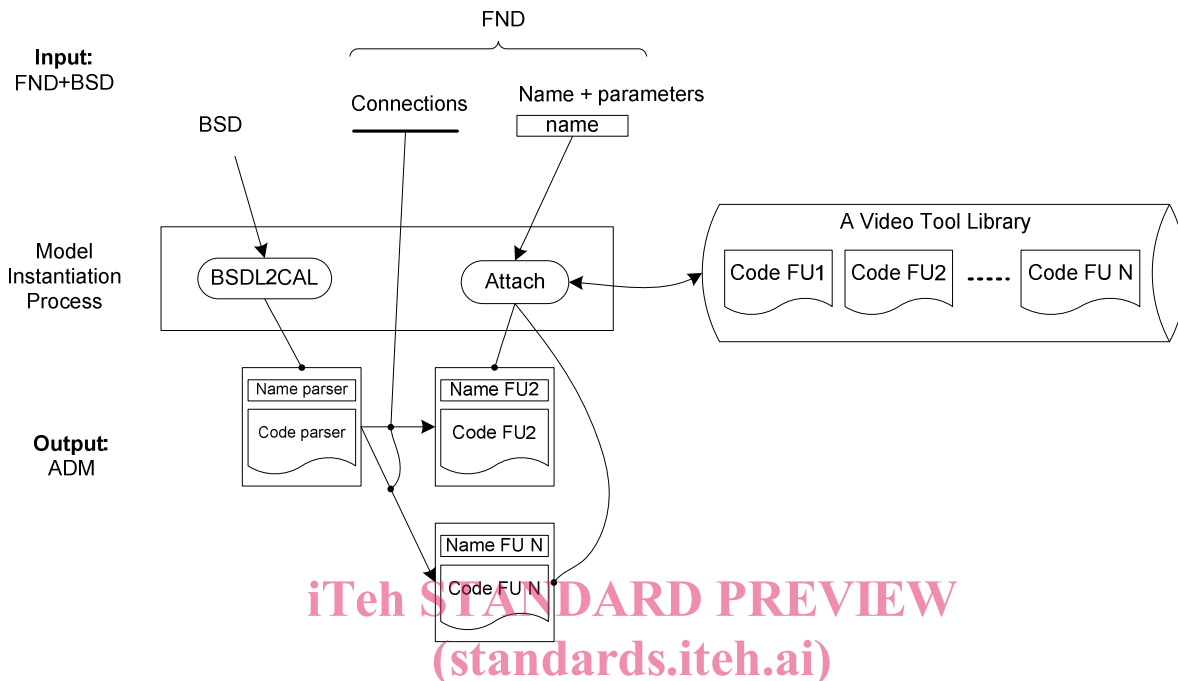 FND
Input:
FND+BSD
Connections
Name + parameters
name
BSD
A Video Tool Library
Code FU1
Code FU2
Code FU N
Model
Instantiation
Process
BSDL2CAL
Attach
Name parser
Code parser
Name FU2
Code FU2
Output:
ADM
Name FU N
Code FU N
iTeh STANDARD PREVIEW
(standards.iteh.ai)